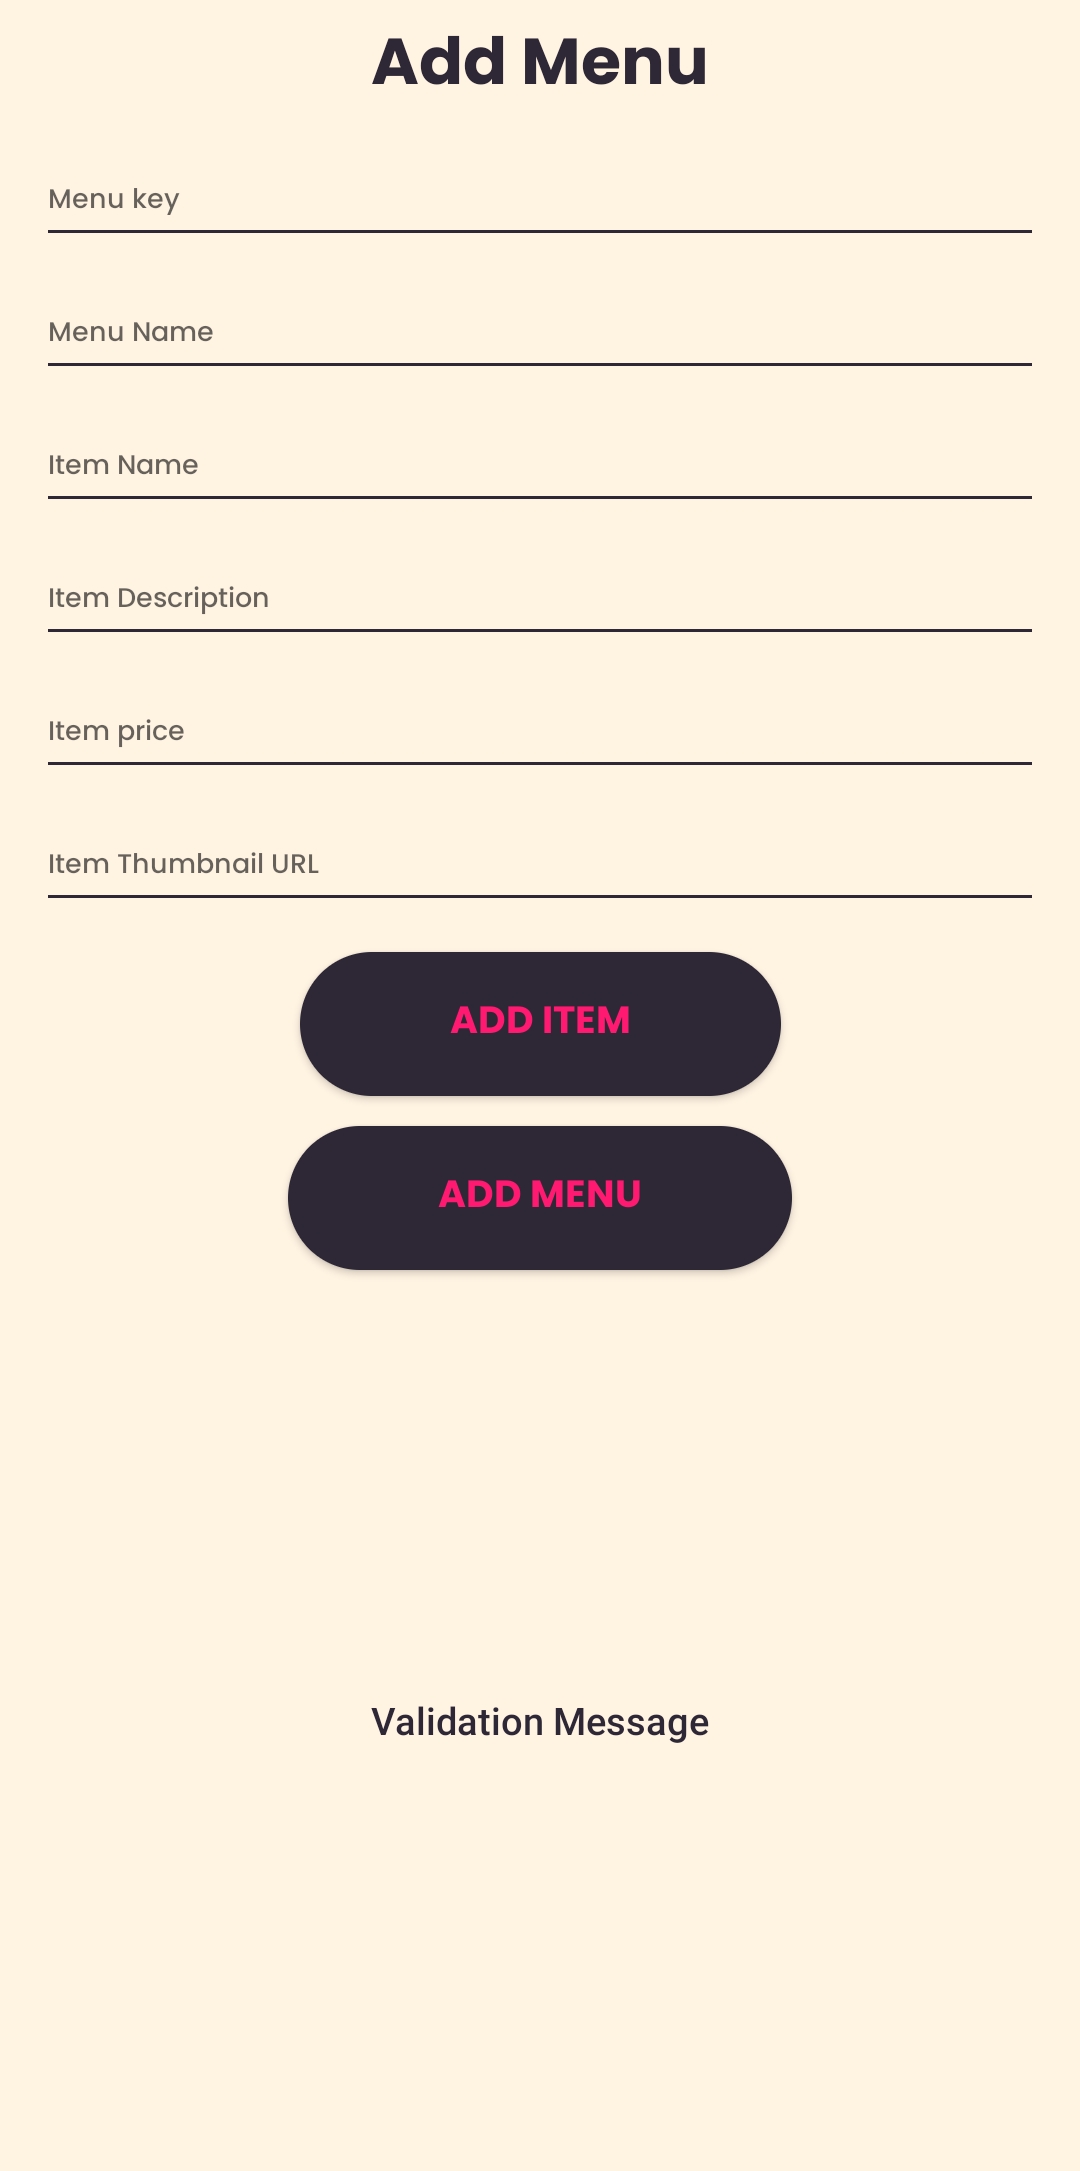 Add Menu
Menu key
Menu Name
Item Name
Item Description
Item price
Item Thumbnail URL
ADD ITEM
ADD MENU
Validation Message